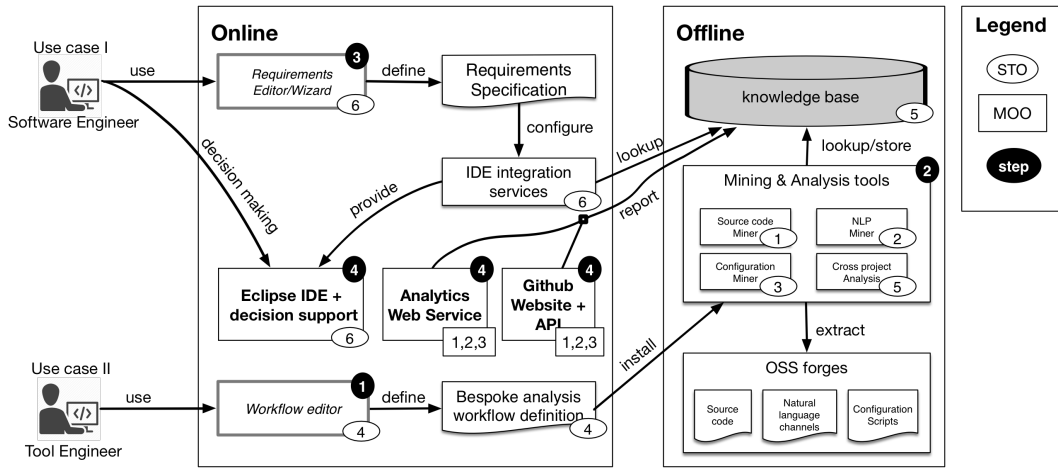 Use case I
Software Engineer
use
decision making
Online
3
Requirements
Editor/Wizard
6
define
Requirements
Specification
configure
IDE integration
services
6
provide
lookup
report
4
Eclipse IDE +
decision support
6
4
Analytics
Web Service
1,2,3
4
Github
Website +
API
1,2,3
Use case II
Tool Engineer
use
1
Workflow editor
4
define
Bespoke analysis
workflow definition
4
install
Offline
knowledge base
5
lookup/store
2
Mining & Analysis tools
Source code
Miner
1
NLP
Miner
2
Configuration
Miner
3
Cross project
Analysis
5
extract
OSS forges
Source
code
Natural
language
channels
Configuration
Scripts
Legend
STO
MOO
step